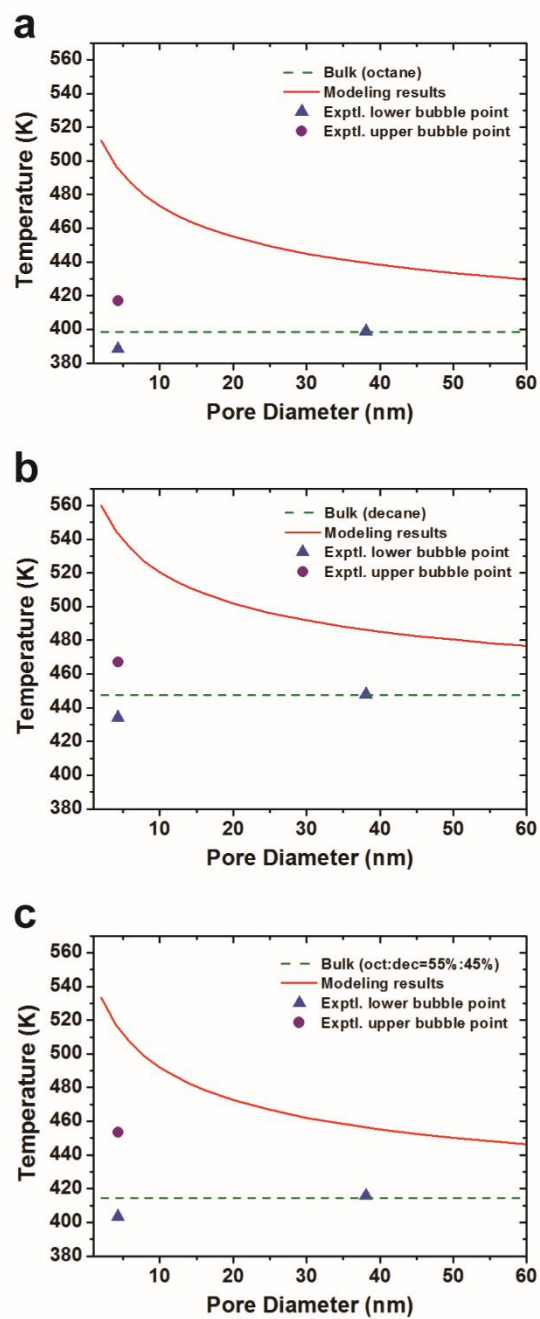 a
560
540
520
500
480
460
440
420
400
380
Temperature (K)
Bulk (octane)
Modeling results
Exptl. lower bubble point
Exptl. upper bubble point
10 20 30 40 50 60
Pore Diameter (nm)
b
560
540
520
500
480
460
440
420
400
380
Temperature (K)
Bulk (decane)
Modeling results
Exptl. lower bubble point
Exptl. upper bubble point
10 20 30 40 50 60
Pore Diameter (nm)
c
560
540
520
500
480
460
440
420
400
380
Temperature (K)
Bulk (oct:dec=55%:45%)
Modeling results
Exptl. lower bubble point
Exptl. upper bubble point
10 20 30 40 50 60
Pore Diameter (nm)